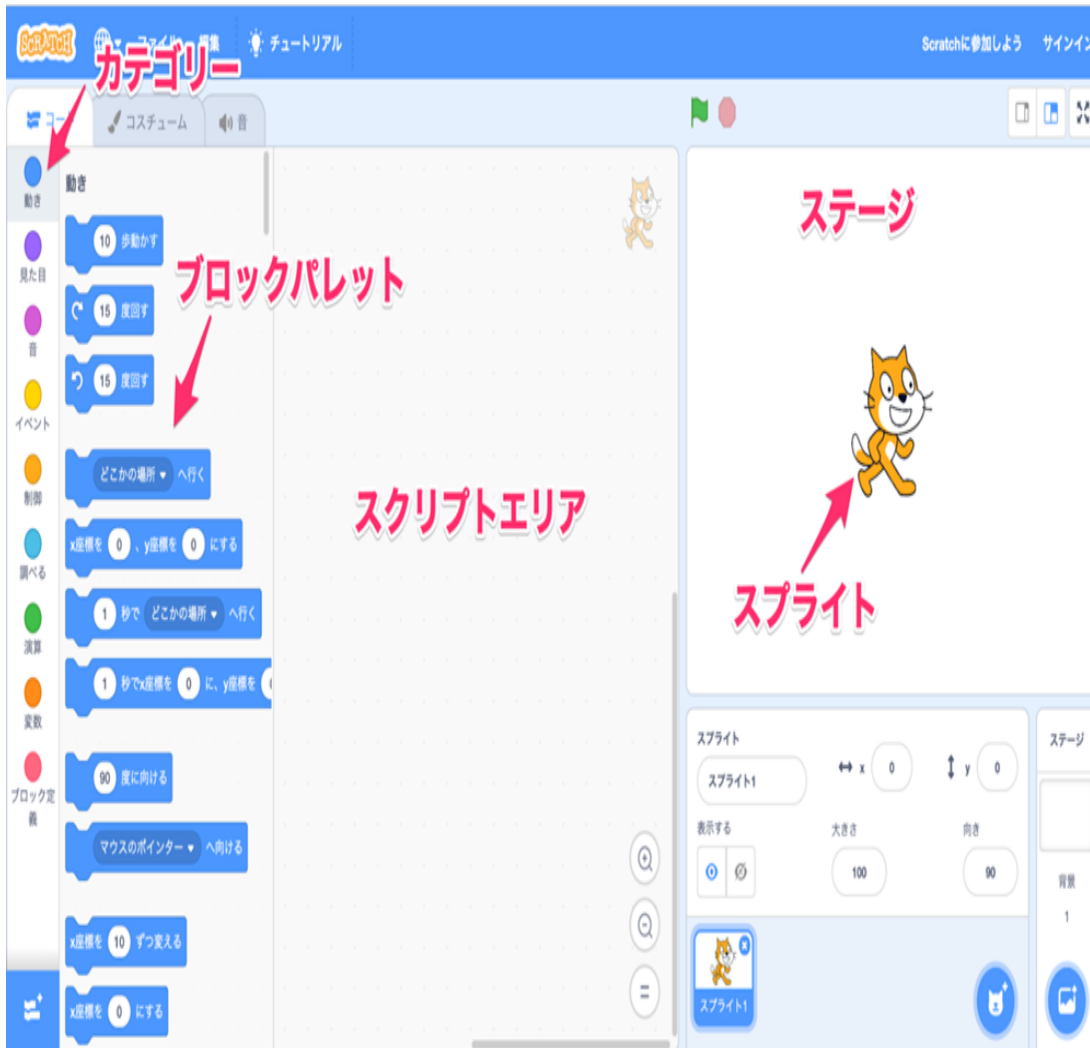 SCRATCH
編集
チュートリアル
Scratchに参加しよう
サインイン
カテゴリー
コスチューム
音
動き
見た目
音
イベント
制御
調べる
演算
変数
ブロック定義
動き
10 歩動かす
15 度回す
15 度回す
どこかの場所 へ行く
x座標を 0 、y座標を 0 にする
1 秒で どこかの場所 へ行く
1 秒でx座標を 0 に、y座標を
90 度に向ける
マウスのポインター へ向ける
x座標を 10 ずつ変える
x座標を 0 にする
ブロックパレット
スクリプトエリア
ステージ
スプライト
スプライト
スプライト1
x 0
y 0
表示する
大きさ
100
向き
90
スプライト1
ステージ
背景
1